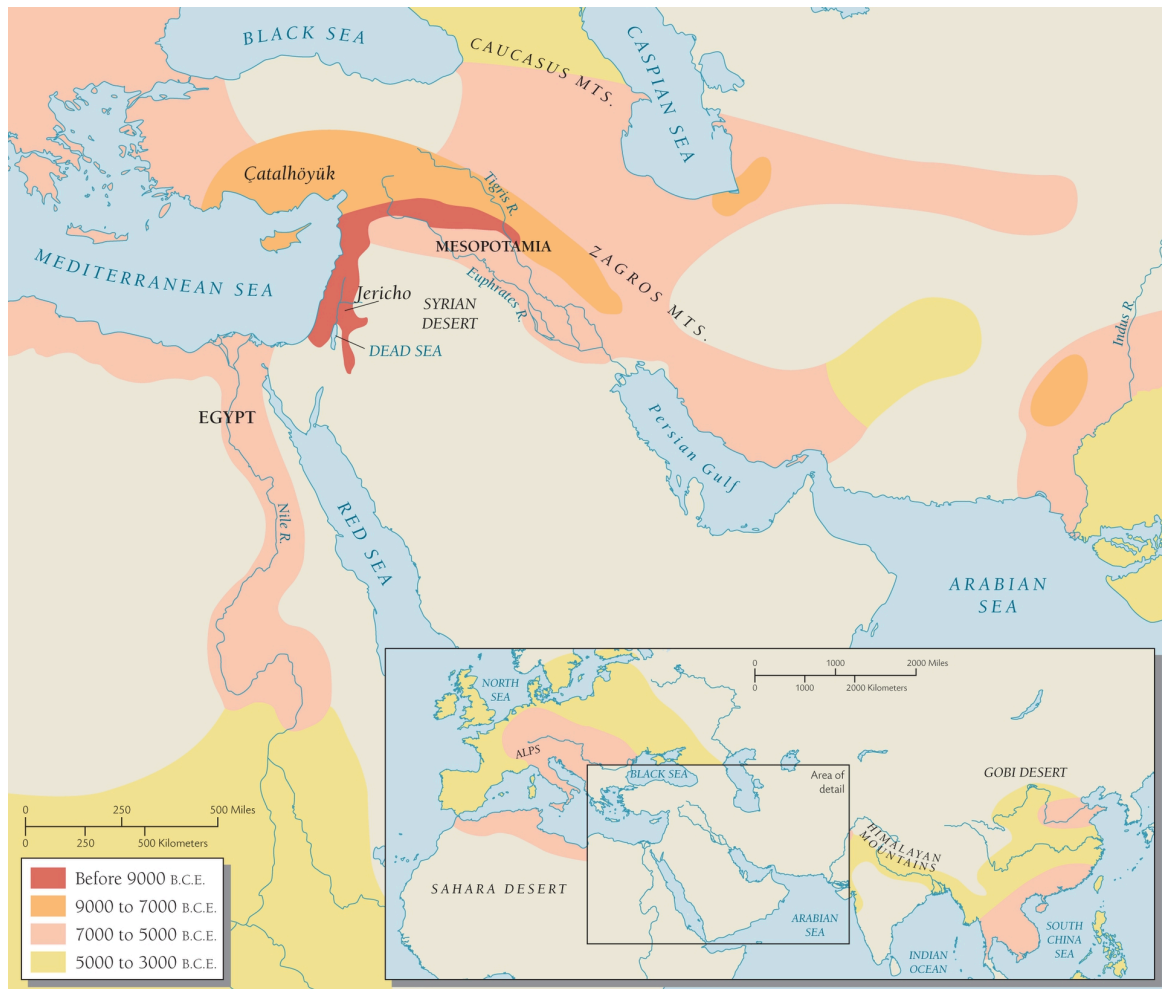 BLACK SEA
CAUCASUS MTS.
CASPIAN SEA
Çatalhöyük
Tigris R.
MESOPOTAMIA
ZAGROS MTS.
MEDITERRANEAN SEA
Euphrates R.
Jericho
SYRIAN
DESERT
DEAD SEA
Indus R.
EGYPT
Persian Gulf
Nile R.
RED SEA
ARABIAN
SEA
0 250 500 Miles
0 250 500 Kilometers
Before 9000 B.C.E.
9000 to 7000 B.C.E.
7000 to 5000 B.C.E.
5000 to 3000 B.C.E.
0 1000 2000 Miles
0 1000 2000 Kilometers
NORTH
SEA
ALPS
BLACK SEA
Area of
detail
GOBI DESERT
HIMALAYAN
MOUNTAINS
SAHARA DESERT
ARABIAN
SEA
INDIAN
OCEAN
SOUTH
CHINA
SEA